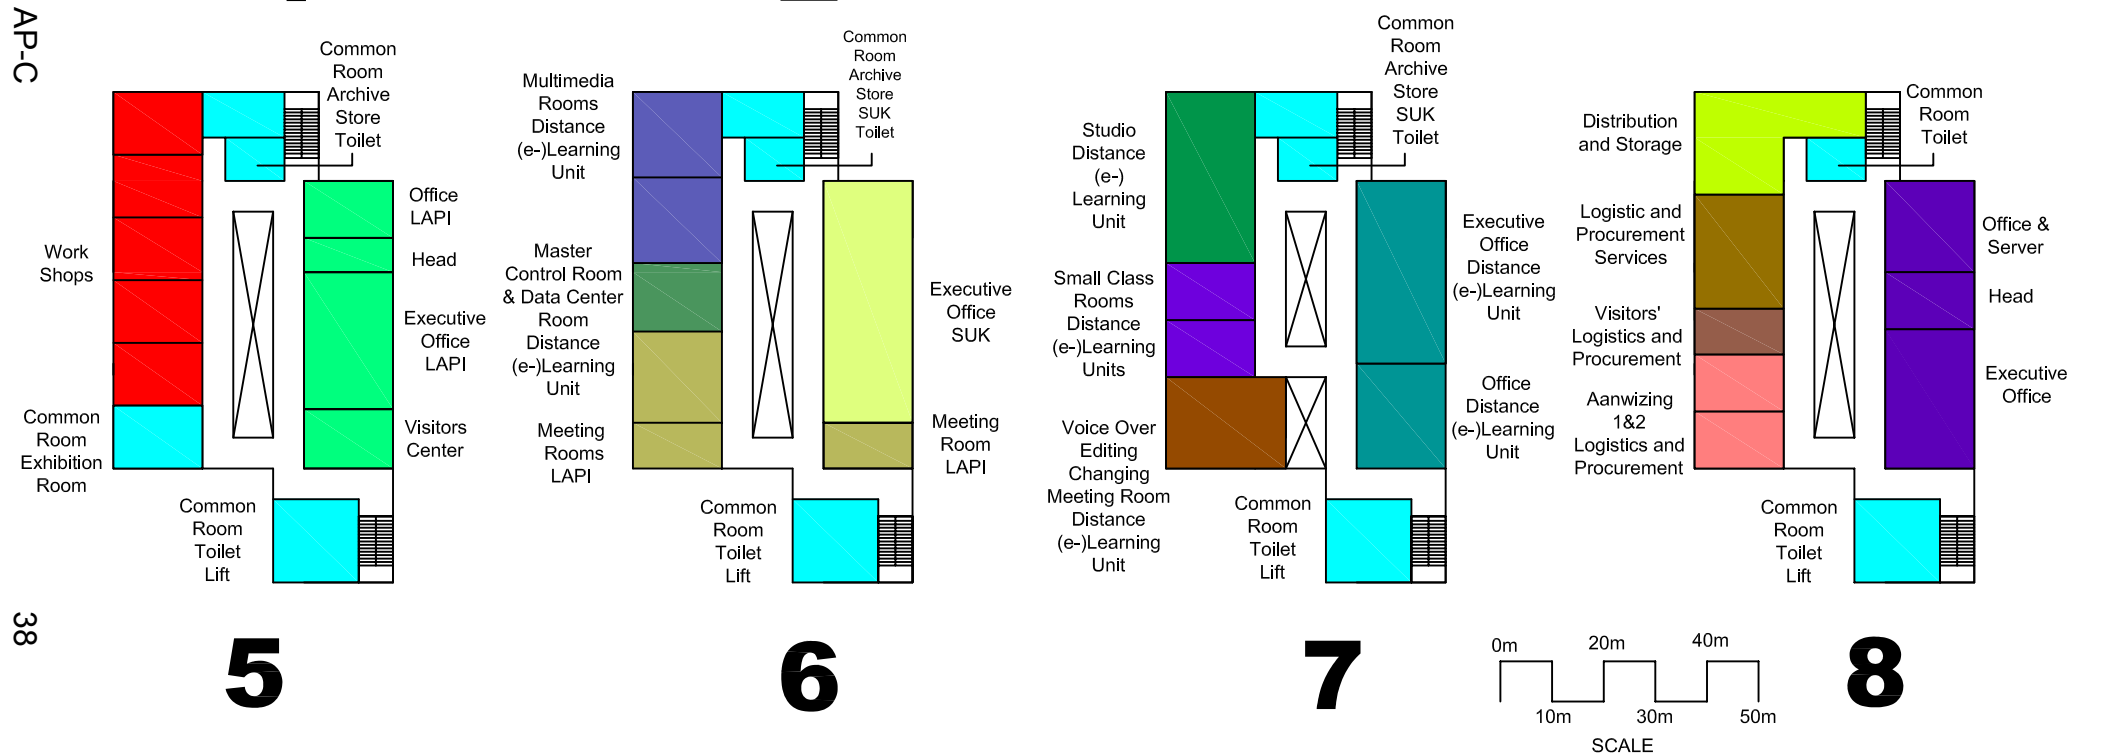 AP-C
38
Common
Room
Archive
Store
Toilet
Office
LAPI
Head
Work
Shops
Executive
Office
LAPI
Common
Room
Exhibition
Room
Visitors
Center
Common
Room
Toilet
Lift
5
Common
Room
Archive
Store
SUK
Toilet
Multimedia
Rooms
Distance
(e-)Learning
Unit
Master
Control Room
& Data Center
Room
Distance
(e-)Learning
Unit
Executive
Office
SUK
Meeting
Rooms
LAPI
Meeting
Room
LAPI
Common
Room
Toilet
Lift
6
Common
Room
Archive
Store
SUK
Toilet
Studio
Distance
(e-)
Learning
Unit
Executive
Office
Distance
(e-)Learning
Unit
Small Class
Rooms
Distance
(e-)Learning
Units
Office
Distance
(e-)Learning
Unit
Voice Over
Editing
Changing
Meeting Room
Distance
(e-)Learning
Unit
Common
Room
Toilet
Lift
7
Common
Room
Toilet
Distribution
and Storage
Logistic and
Procurement
Services
Office &
Server
Head
Visitors'
Logistics and
Procurement
Executive
Office
Aanwizing
1&2
Logistics and
Procurement
Common
Room
Toilet
Lift
8
0m 20m 40m
10m 30m 50m
SCALE